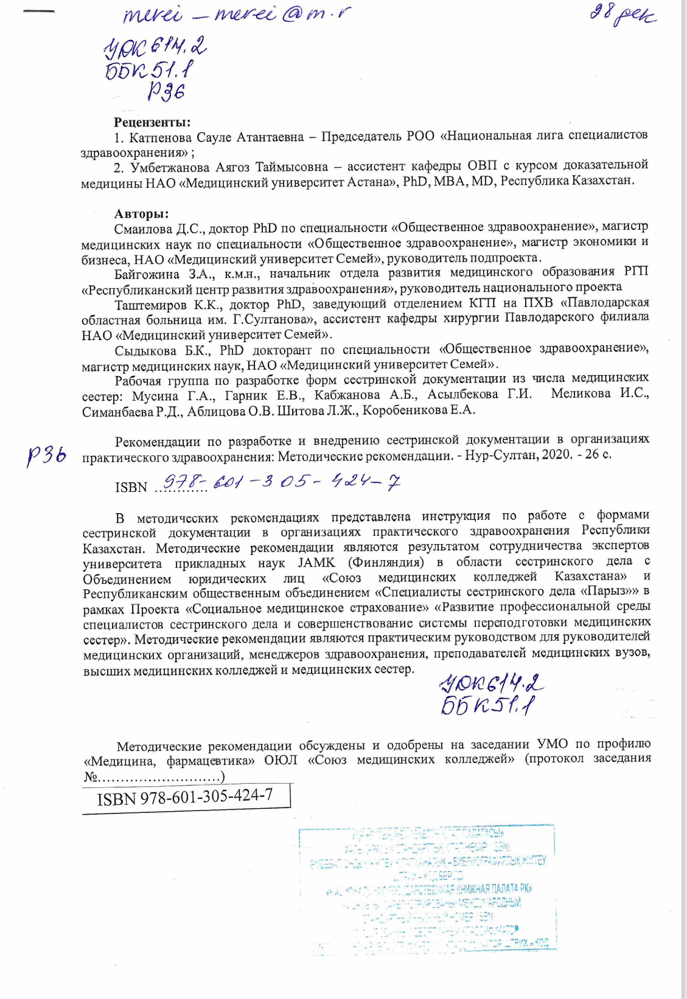 merei – merei@m.r
28 дек
УДК 614.2
ББК 51.1
Р36
Рецензенты:
1. Катпенова Сауле Атантаевна – Председатель РОО «Национальная лига специалистов
здравоохранения» ;
2. Умбетжанова Аягоз Таймысовна – ассистент кафедры ОВП с курсом доказательной
медицины НАО «Медицинский университет Астана», PhD, MBA, MD, Республика Казахстан.
Авторы:
Смаилова Д.С., доктор PhD по специальности «Общественное здравоохранение», магистр
медицинских наук по специальности «Общественное здравоохранение», магистр экономики и
бизнеса, НАО «Медицинский университет Семей», руководитель подпроекта.
Байгожина З.А., к.м.н., начальник отдела развития медицинского образования РГП
«Республиканский центр развития здравоохранения», руководитель национального проекта
Таштемиров К.К., доктор PhD, заведующий отделением КГП на ПХВ «Павлодарская
областная больница им. Г.Султанова», ассистент кафедры хирургии Павлодарского филиала
НАО «Медицинский университет Семей».
Сыдыкова Б.К., PhD докторант по специальности «Общественное здравоохранение»,
магистр медицинских наук, НАО «Медицинский университет Семей».
Рабочая группа по разработке форм сестринской документации из числа медицинских
сестер: Мусина Г.А., Гарник Е.В., Кабжанова А.Б., Асылбекова Г.И. Меликова И.С.,
Симанбаева Р.Д., Аблицова О.В. Шитова Л.Ж., Коробеникова Е.А.
Рекомендации по разработке и внедрению сестринской документации в организациях
Р36 практического здравоохранения: Методические рекомендации. - Нур-Султан, 2020. - 26 с.
ISBN ............ 978-601-305-424-7
В методических рекомендациях представлена инструкция по работе с формами
сестринской документации в организациях практического здравоохранения Республики
Казахстан. Методические рекомендации являются результатом сотрудничества экспертов
университета прикладных наук JAMK (Финляндия) в области сестринского дела с
Объединением юридических лиц «Союз медицинских колледжей Казахстана» и
Республиканским общественным объединением «Специалисты сестринского дела «Парыз»» в
рамках Проекта «Социальное медицинское страхование» «Развитие профессиональной среды
специалистов сестринского дела и совершенствование системы переподготовки медицинских
сестер». Методические рекомендации являются практическим руководством для руководителей
медицинских организаций, менеджеров здравоохранения, преподавателей медицинских вузов,
высших медицинских колледжей и медицинских сестер.
УДК 614.2
ББК 51.1
Методические рекомендации обсуждены и одобрены на заседании УМО по профилю
«Медицина, фармацевтика» ОЮЛ «Союз медицинских колледжей» (протокол заседания
№...........................)
ISBN 978-601-305-424-7
КНИЖНАЯ ПАЛАТА РК»